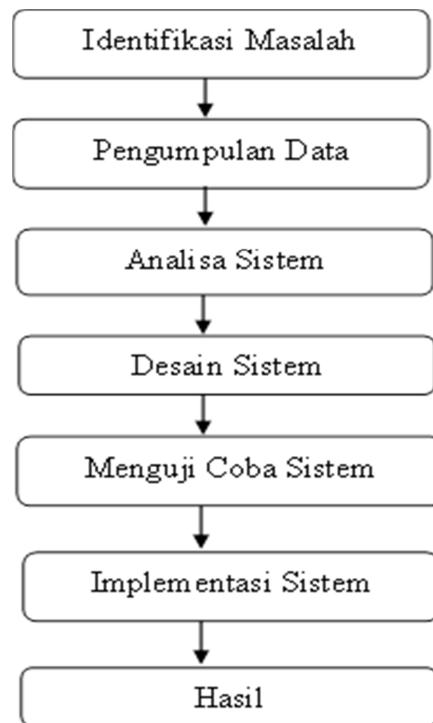 Identifikasi Masalah
Pengumpulan Data
Analisa Sistem
Desain Sistem
Menguji Coba Sistem
Implementasi Sistem
Hasil